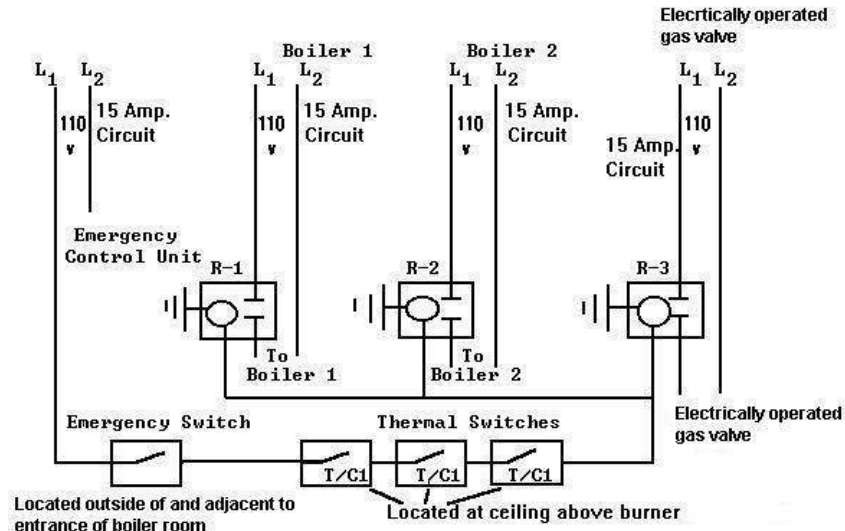 Elecrtically operated
gas valve
Boiler 1
Boiler 2
L1 L2
L1 L2
L1 L2
L1 L2
110
v
15 Amp.
Circuit
110
v
15 Amp.
Circuit
110
v
15 Amp.
Circuit
110
v
15 Amp.
Circuit
Emergency
Control Unit
R-1
R-2
R-3
To
Boiler 1
To
Boiler 2
Electrically operated
gas valve
Emergency Switch
Thermal Switches
T/C1
T/C1
T/C1
Located outside of and adjacent to
entrance of boiler room
Located at ceiling above burner